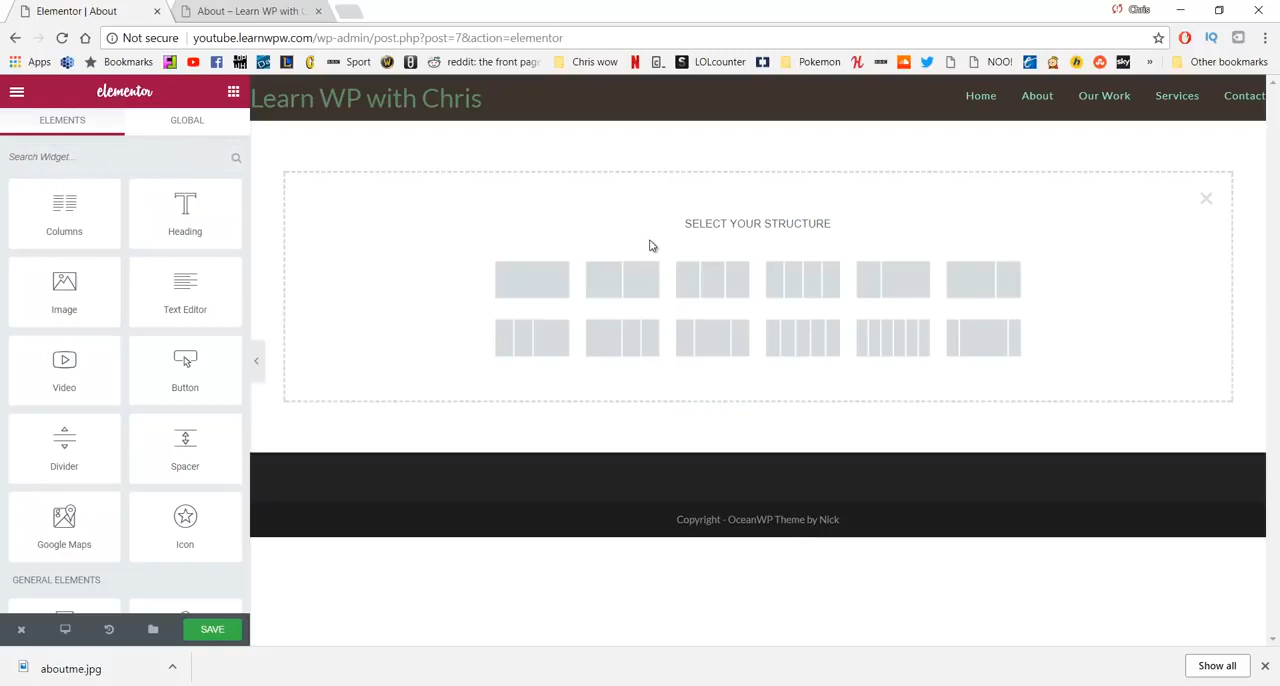 Elementor | About
About – Learn WP with C
Chris
Not secure
youtube.learnwpw.com/wp-admin/post.php?post=7&action=elementor
Apps
Bookmarks
Sport
reddit: the front pag
Chris wow
LOLcounter
Pokemon
NOO!
sky
»
Other bookmarks
elementor
Learn WP with Chris
Home
About
Our Work
Services
Contact
ELEMENTS
GLOBAL
Search Widget...
SELECT YOUR STRUCTURE
Columns
Heading
Image
Text Editor
Video
Button
Divider
Spacer
Google Maps
Icon
Copyright - OceanWP Theme by Nick
GENERAL ELEMENTS
SAVE
aboutme.jpg
Show all